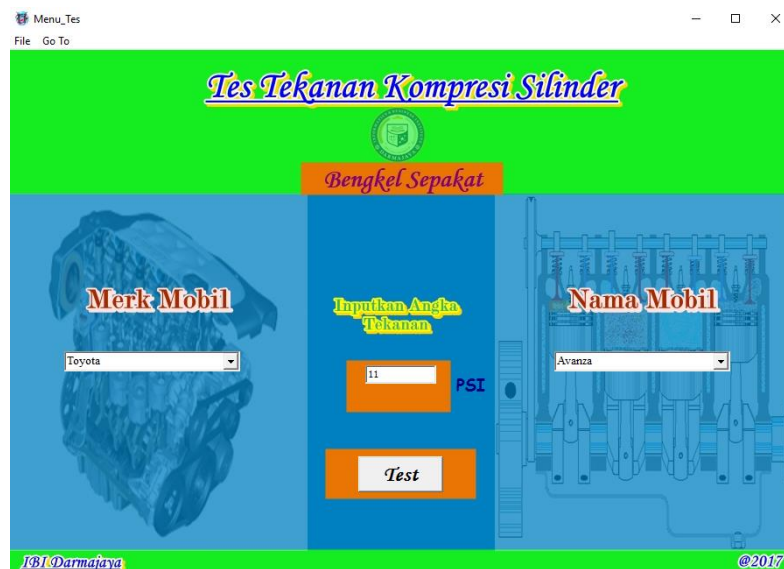 Menu_Tes
File Go To
Tes Tekanan Kompresi Silinder
Bengkel Sepakat
Merk Mobil
Toyota
Inputkan Angka
Tekanan
11
PSI
Test
Nama Mobil
Avanza
IBI Darmajaya
@2017